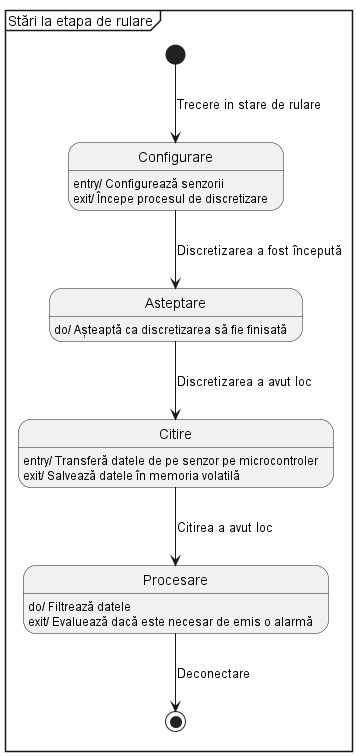 Stări la etapa de rulare
Trecere in stare de rulare
Configurare
entry/ Configurează senzorii
exit/ Începe procesul de discretizare
Discretizarea a fost începută
Asteptare
do/ Așteaptă ca discretizarea să fie finisată
Discretizarea a avut loc
Citire
entry/ Transferă datele de pe senzor pe microcontroler
exit/ Salvează datele în memoria volatilă
Citirea a avut loc
Procesare
do/ Filtrează datele
exit/ Evaluează dacă este necesar de emis o alarmă
Deconectare